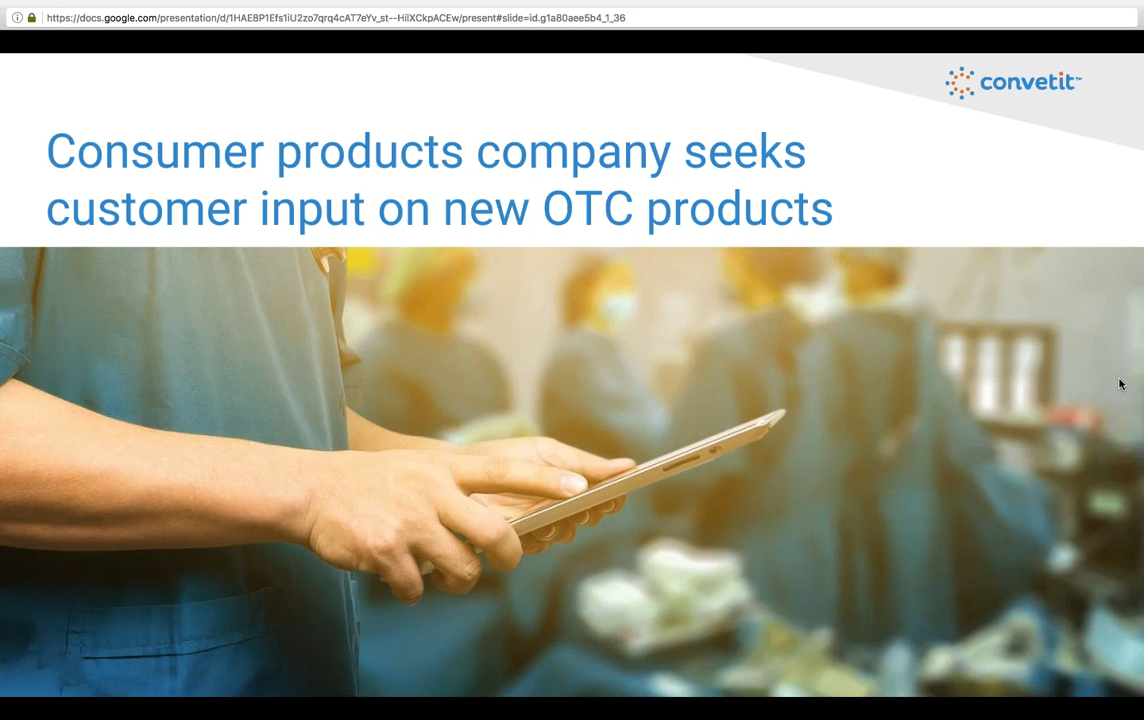 https://docs.google.com/presentation/d/1HAE8P1Efs1iU2zo7qrq4cAT7eYv_st--HilXCkpACEw/present#slide=id.g1a80aee5b4_1_36
convetit™
Consumer products company seeks
customer input on new OTC products